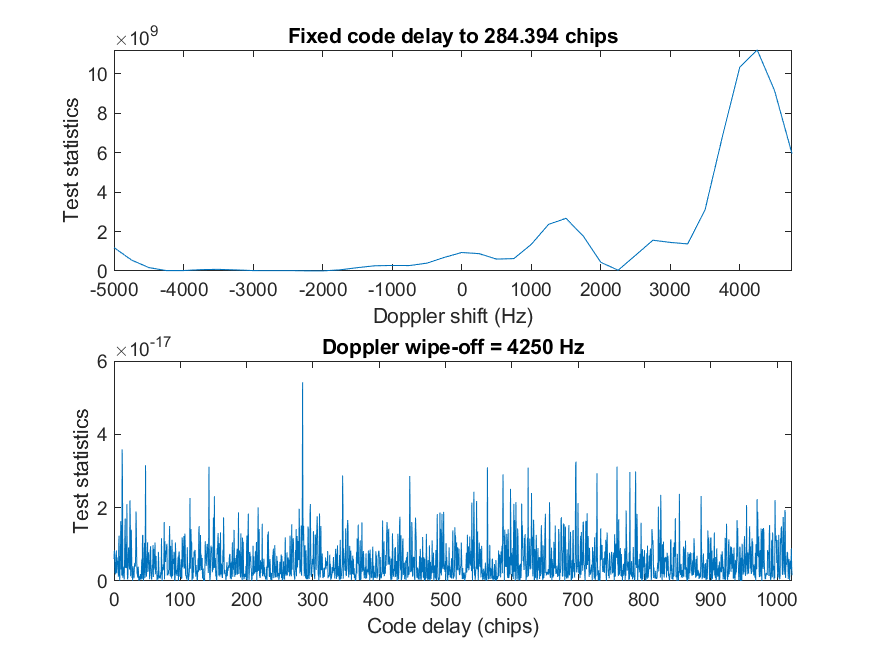 ×10^9
Fixed code delay to 284.394 chips
10
8
6
4
2
0
Test statistics
-5000 -4000 -3000 -2000 -1000 0 1000 2000 3000 4000
Doppler shift (Hz)
×10^-17
Doppler wipe-off = 4250 Hz
6
4
2
0
Test statistics
0 100 200 300 400 500 600 700 800 900 1000
Code delay (chips)